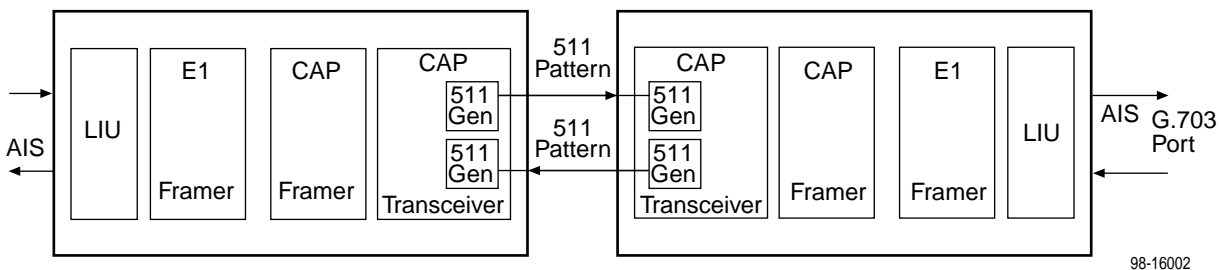 AIS
LIU
E1
Framer
CAP
Framer
CAP
511
Gen
511
Gen
Transceiver
511
Pattern
511
Pattern
CAP
511
Gen
511
Gen
Transceiver
CAP
Framer
E1
Framer
LIU
AIS
G.703
Port
98-16002